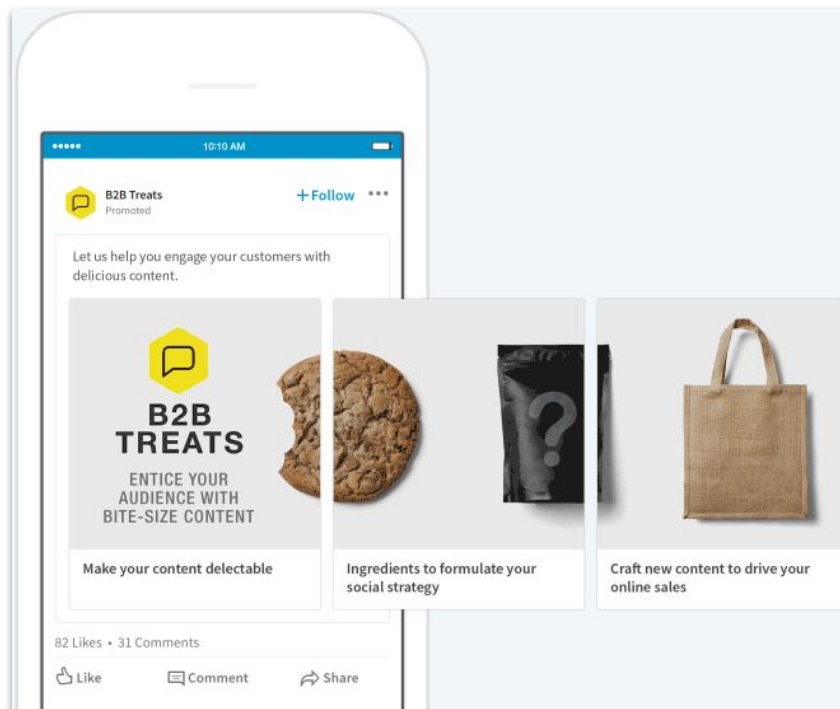 10:10 AM
B2B Treats
Promoted
+Follow
Let us help you engage your customers with
delicious content.
B2B
TREATS
ENTICE YOUR
AUDIENCE WITH
BITE-SIZE CONTENT
?
Make your content delectable
Ingredients to formulate your
social strategy
Craft new content to drive your
online sales
82 Likes • 31 Comments
Like
Comment
Share